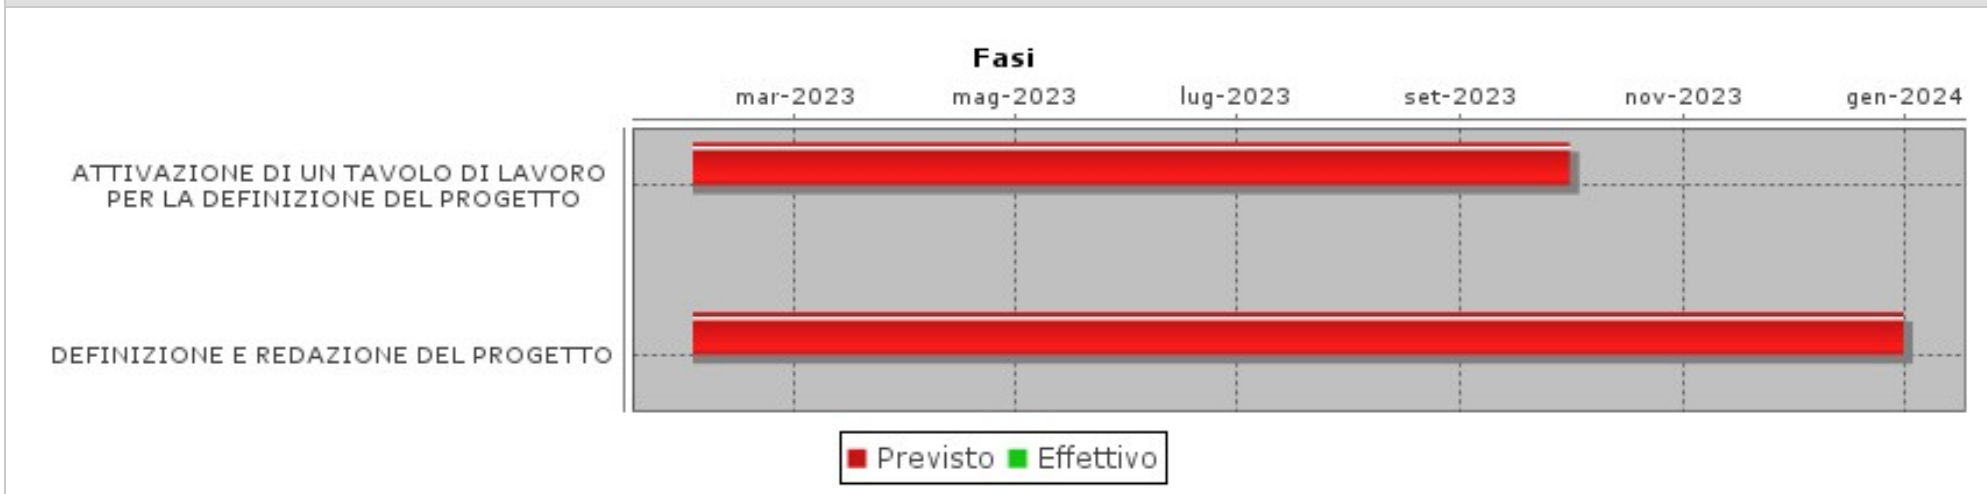 Fasi
mar-2023 mag-2023 lug-2023 set-2023 nov-2023 gen-2024
ATTIVAZIONE DI UN TAVOLO DI LAVORO
PER LA DEFINIZIONE DEL PROGETTO
DEFINIZIONE E REDAZIONE DEL PROGETTO
Previsto Effettivo